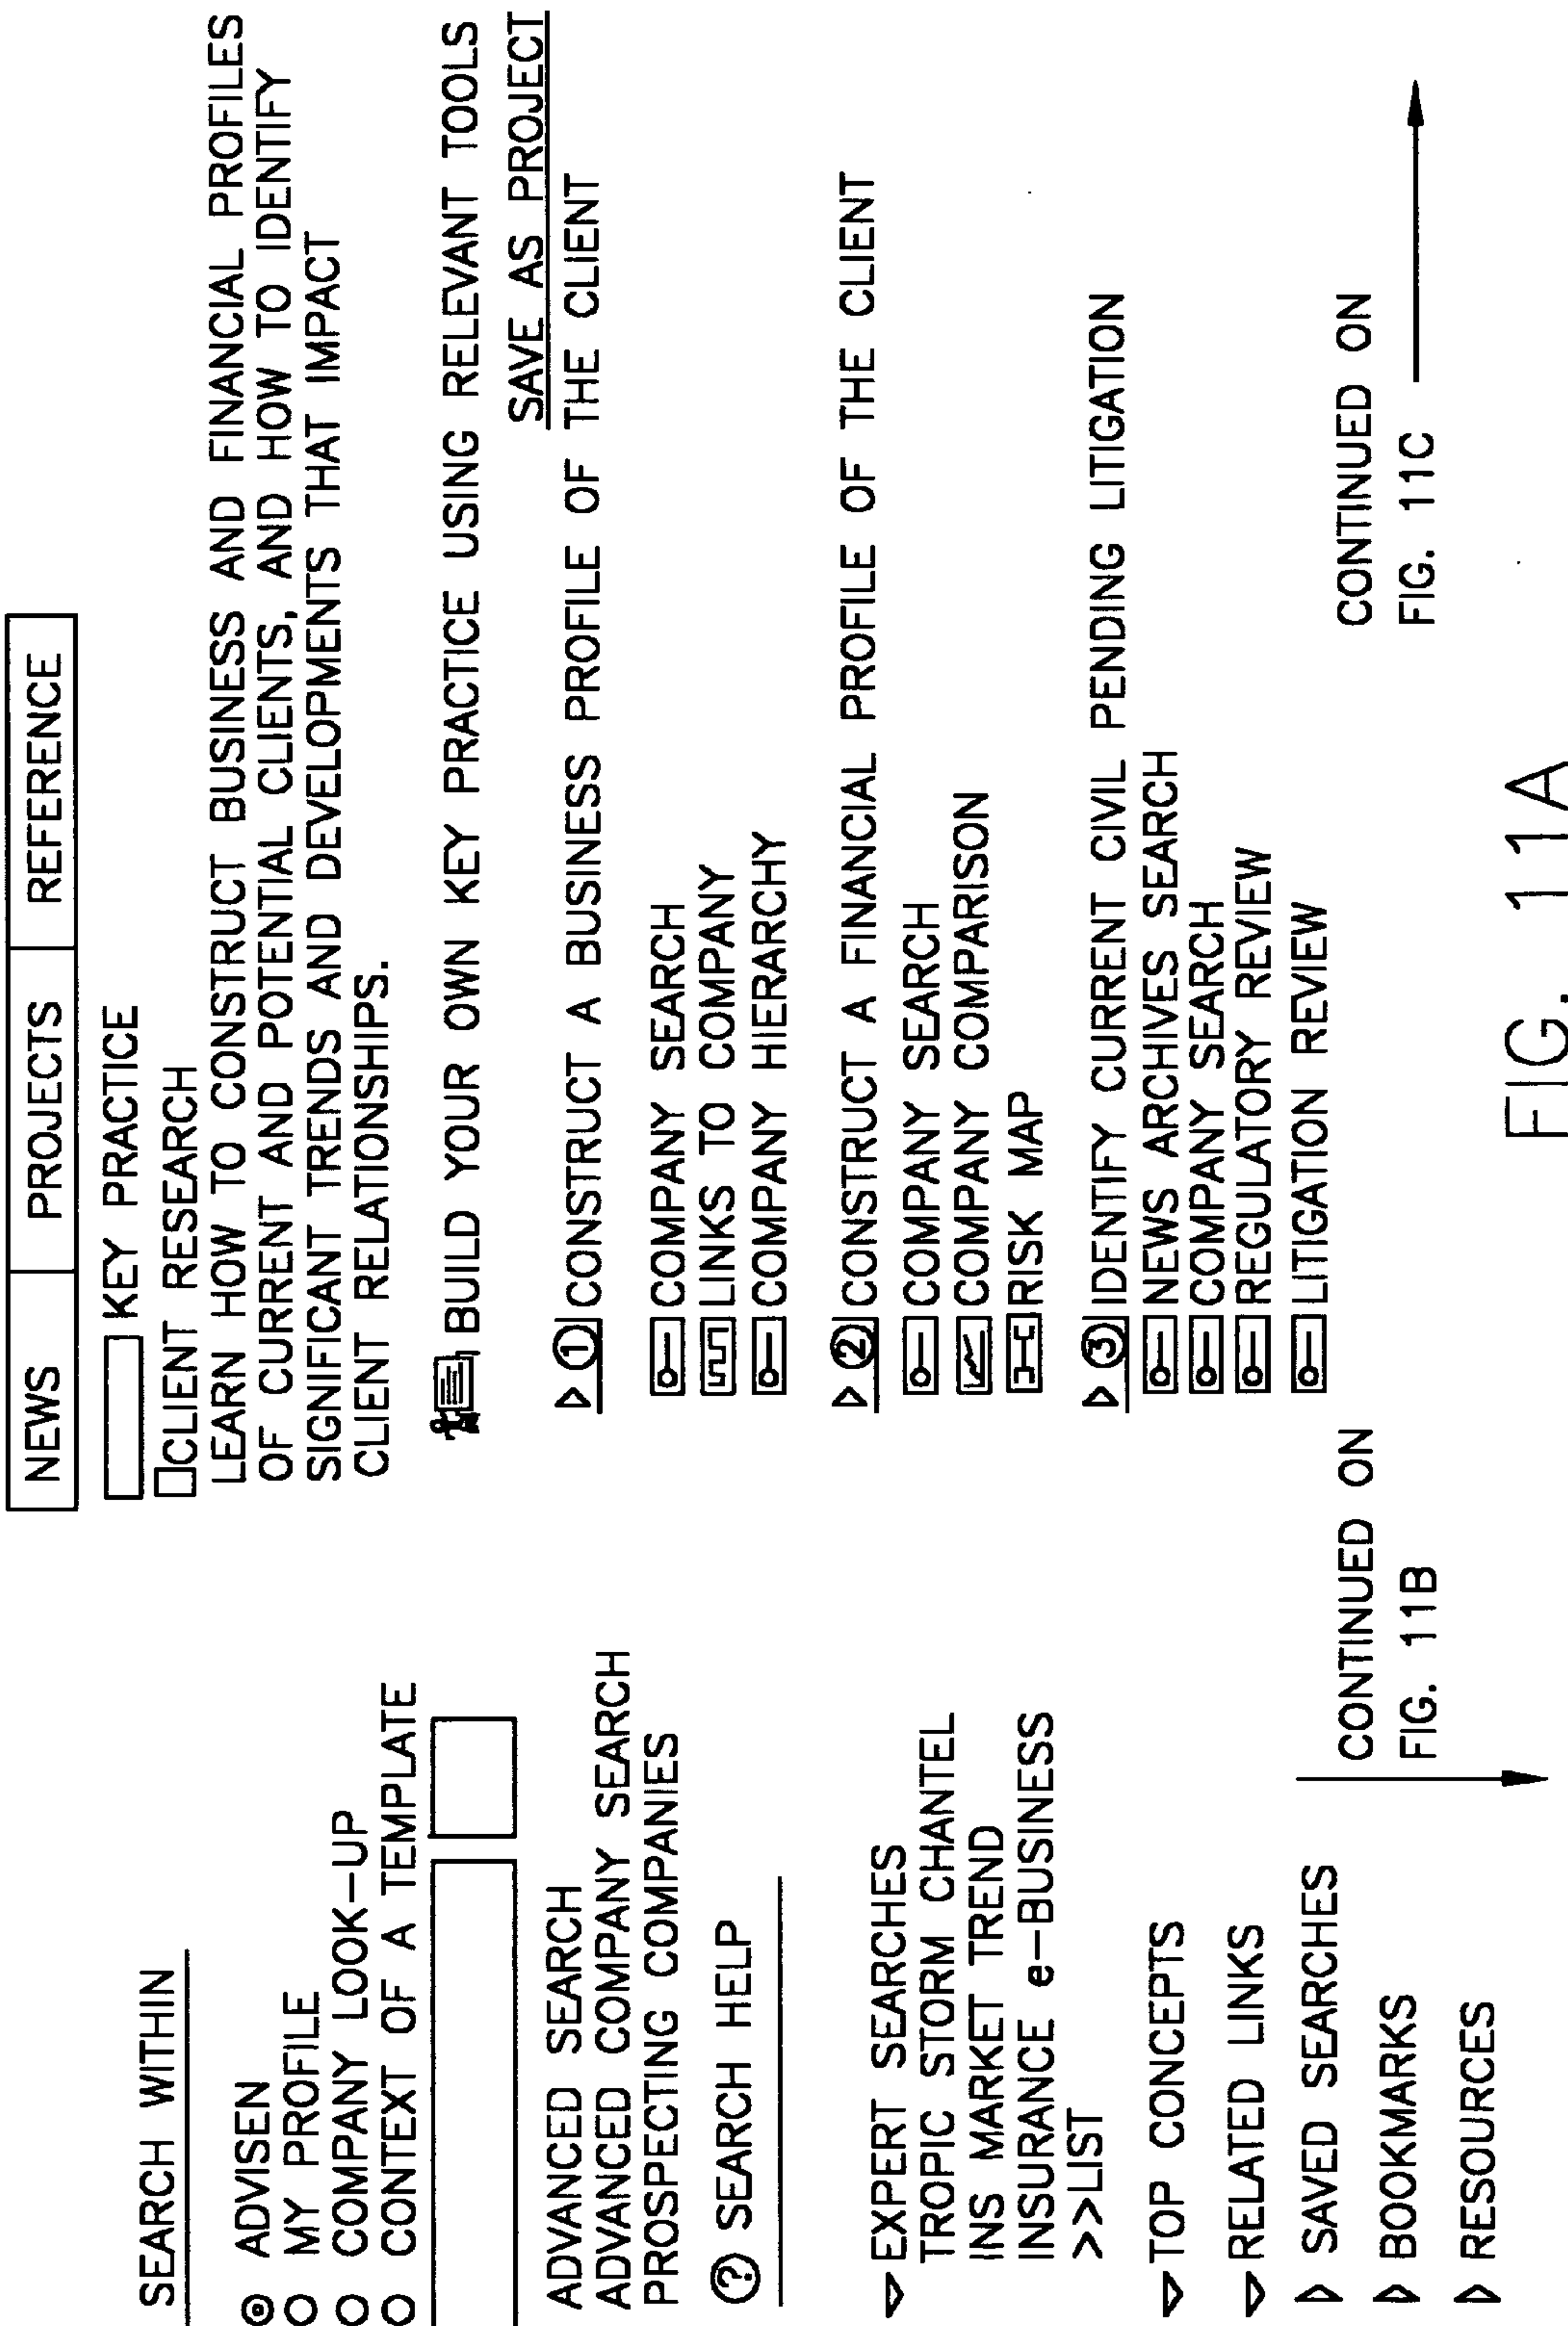 NEWS PROJECTS REFERENCE
SEARCH WITHIN
ADVISEN
MY PROFILE
COMPANY LOOK-UP
CONTEXT OF A TEMPLATE
ADVANCED SEARCH
ADVANCED COMPANY SEARCH
PROSPECTING COMPANIES
? SEARCH HELP
EXPERT SEARCHES
TROPIC STORM CHANTEL
INS MARKET TREND
INSURANCE e-BUSINESS
>>LIST
TOP CONCEPTS
RELATED LINKS
SAVED SEARCHES
BOOKMARKS
RESOURCES
CONTINUED ON
FIG. 11B
KEY PRACTICE
CLIENT RESEARCH
LEARN HOW TO CONSTRUCT BUSINESS AND FINANCIAL PROFILES
OF CURRENT AND POTENTIAL CLIENTS, AND HOW TO IDENTIFY
SIGNIFICANT TRENDS AND DEVELOPMENTS THAT IMPACT
CLIENT RELATIONSHIPS.
BUILD YOUR OWN KEY PRACTICE USING RELEVANT TOOLS
SAVE AS PROJECT
1 CONSTRUCT A BUSINESS PROFILE OF THE CLIENT
COMPANY SEARCH
LINKS TO COMPANY
COMPANY HIERARCHY
2 CONSTRUCT A FINANCIAL PROFILE OF THE CLIENT
COMPANY SEARCH
COMPANY COMPARISON
RISK MAP
3 IDENTIFY CURRENT CIVIL PENDING LITIGATION
NEWS ARCHIVES SEARCH
COMPANY SEARCH
REGULATORY REVIEW
LITIGATION REVIEW
CONTINUED ON
FIG. 11C
FIG. 11A